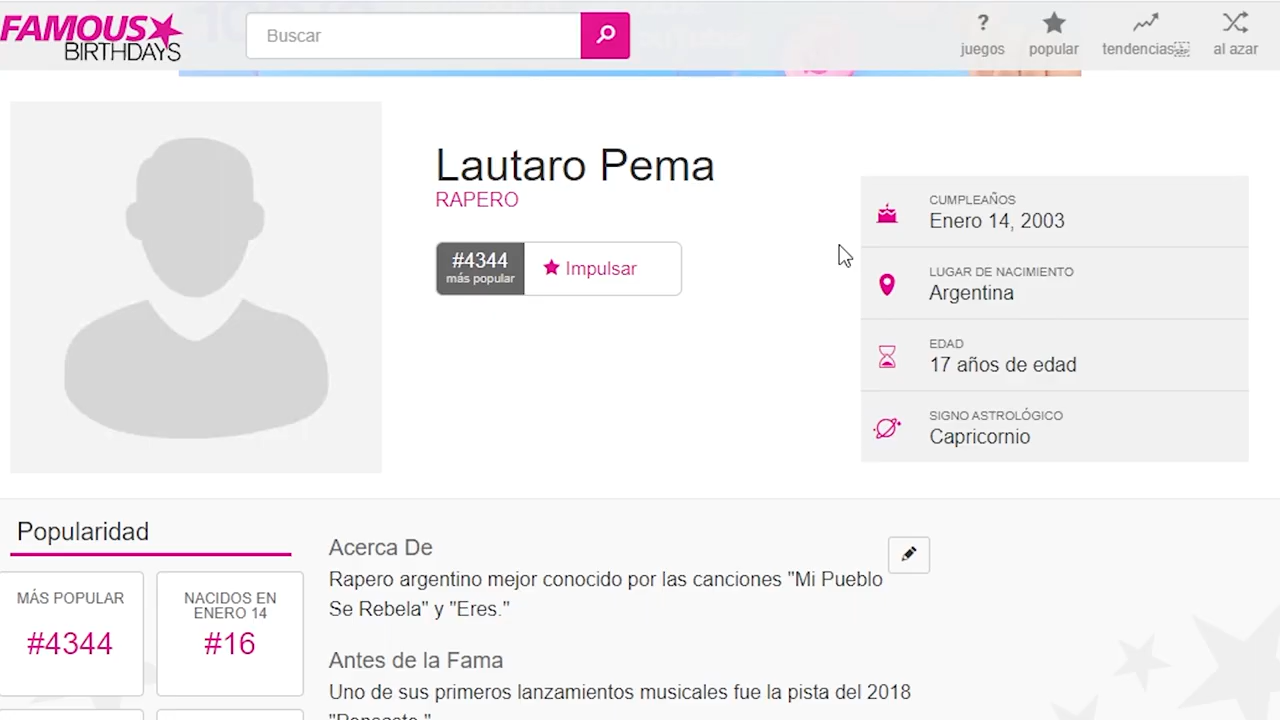 FAMOUS
BIRTHDAYS
Buscar
?
juegos
popular
tendencias
al azar
Lautaro Pema
RAPERO
#4344
más popular
Impulsar
CUMPLEAÑOS
Enero 14, 2003
LUGAR DE NACIMIENTO
Argentina
EDAD
17 años de edad
SIGNO ASTROLÓGICO
Capricornio
Popularidad
MÁS POPULAR
#4344
NACIDOS EN
ENERO 14
#16
Acerca De
Rapero argentino mejor conocido por las canciones "Mi Pueblo
Se Rebela" y "Eres."
Antes de la Fama
Uno de sus primeros lanzamientos musicales fue la pista del 2018